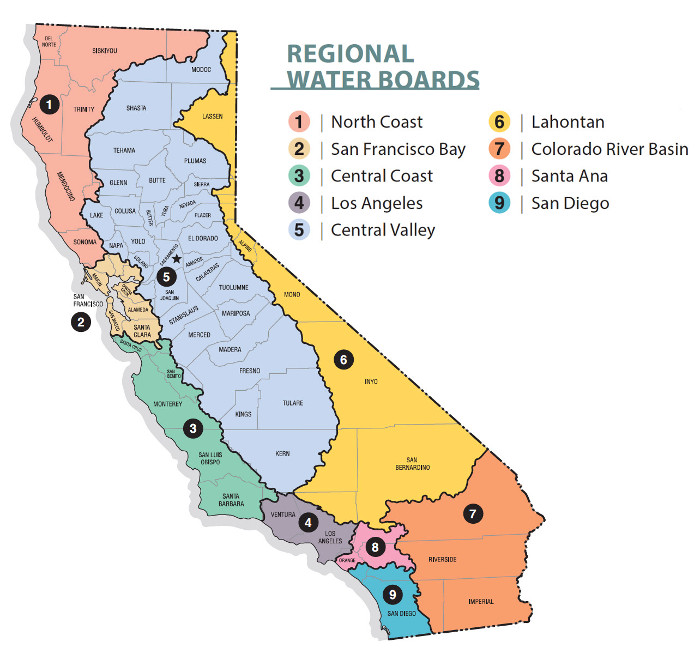 REGIONAL
WATER BOARDS
1 | North Coast
2 | San Francisco Bay
3 | Central Coast
4 | Los Angeles
5 | Central Valley
6 | Lahontan
7 | Colorado River Basin
8 | Santa Ana
9 | San Diego
DEL
NORTE
SISKIYOU
MODOC
1
TRINITY
HUMBOLDT
SHASTA
LASSEN
TEHAMA
PLUMAS
MENDOCINO
GLENN
BUTTE
SIERRA
LAKE
COLUSA
SUTTER
YUBA
NEVADA
PLACER
SONOMA
NAPA
YOLO
SACRAMENTO
EL DORADO
ALPINE
SOLANO
AMADOR
CALAVERAS
5
SAN
JOAQUIN
TUOLUMNE
MONO
SAN
FRANCISCO
2
MARIN
ALAMEDA
SAN MATEO
SANTA
CLARA
STANISLAUS
MARIPOSA
MERCED
MADERA
SANTA CRUZ
SAN
BENITO
FRESNO
6
INYO
MONTEREY
3
KINGS
TULARE
SAN LUIS
OBISPO
KERN
SAN
BERNARDINO
SANTA
BARBARA
VENTURA
4
LOS
ANGELES
7
8
ORANGE
RIVERSIDE
9
SAN DIEGO
IMPERIAL